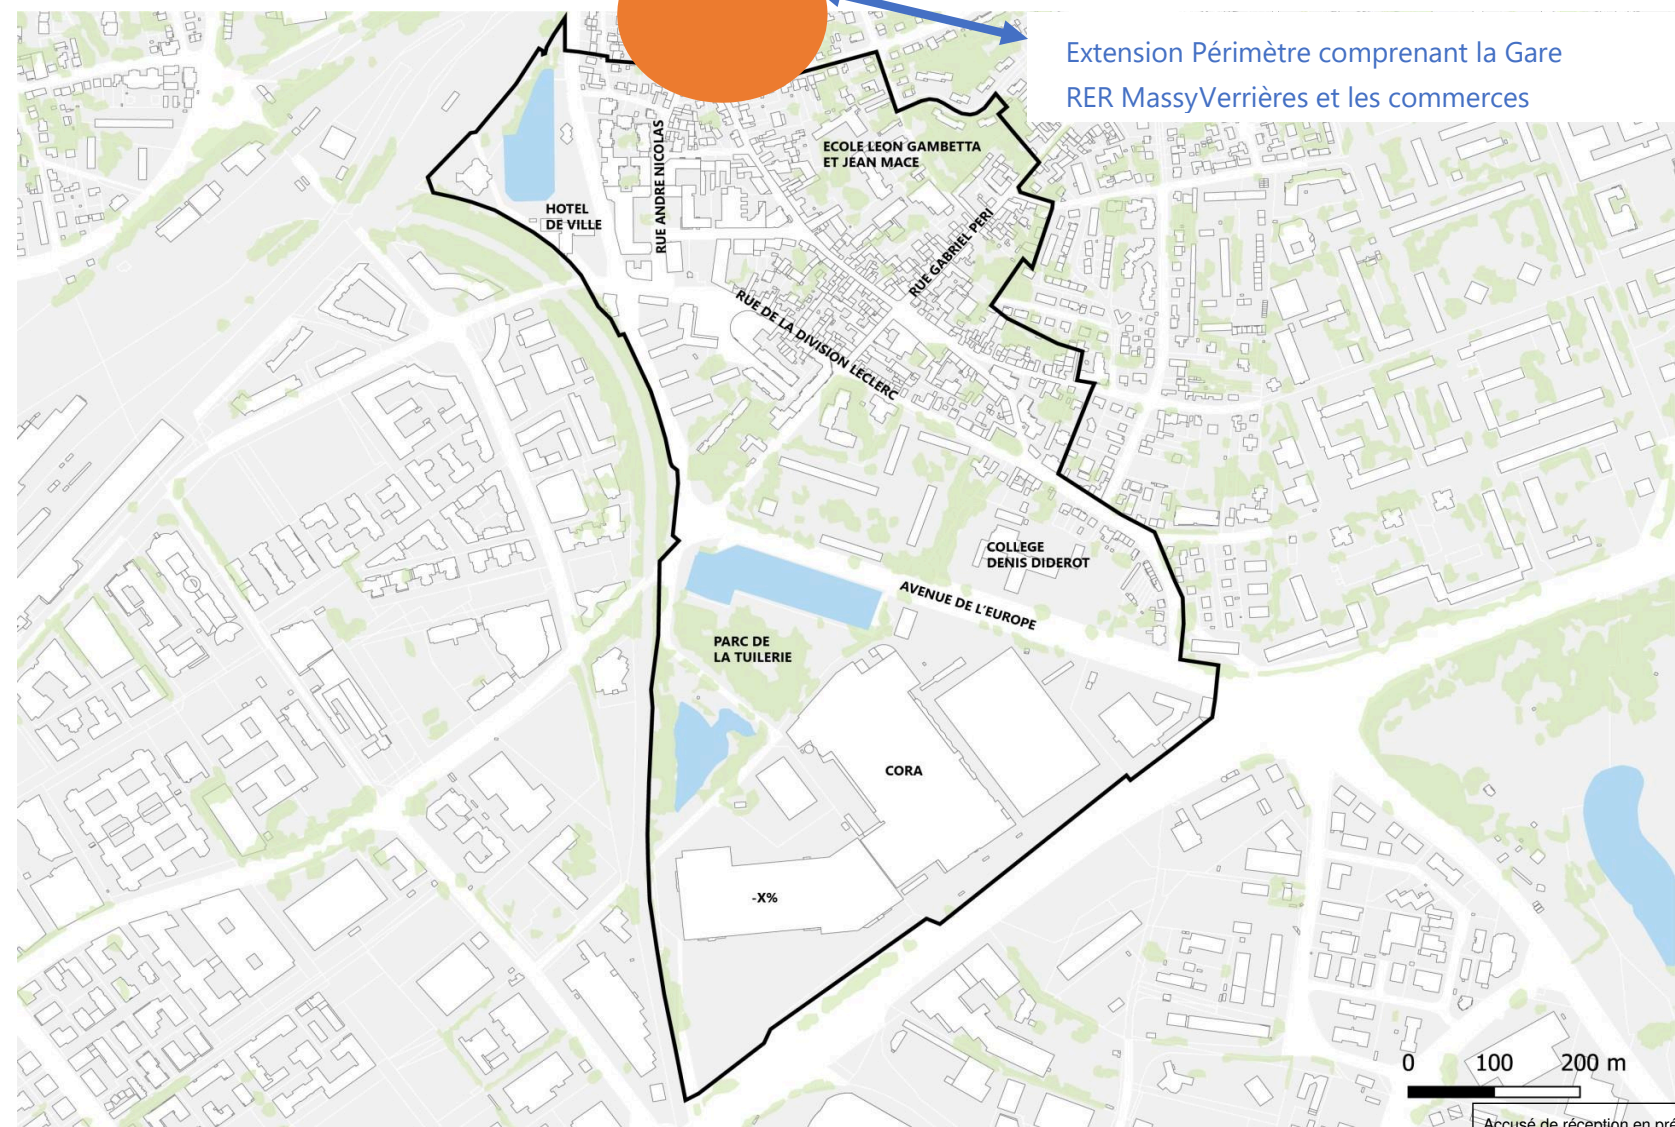 Extension Périmètre comprenant la Gare
RER MassyVerrières et les commerces
ECOLE LEON GAMBETTA
ET JEAN MACE
RUE ANDRE NICOLAS
HOTEL
DE VILLE
RUE GABRIEL PERI
RUE DE LA DIVISION LECLERC
COLLEGE
DENIS DIDEROT
AVENUE DE L'EUROPE
PARC DE
LA TUILERIE
CORA
-X%
0 100 200 m
Accusé de réception en pré